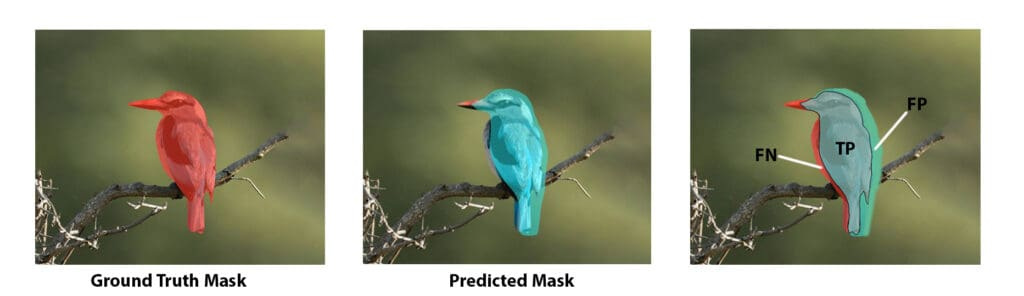 FP
TP
FN
Ground Truth Mask
Predicted Mask